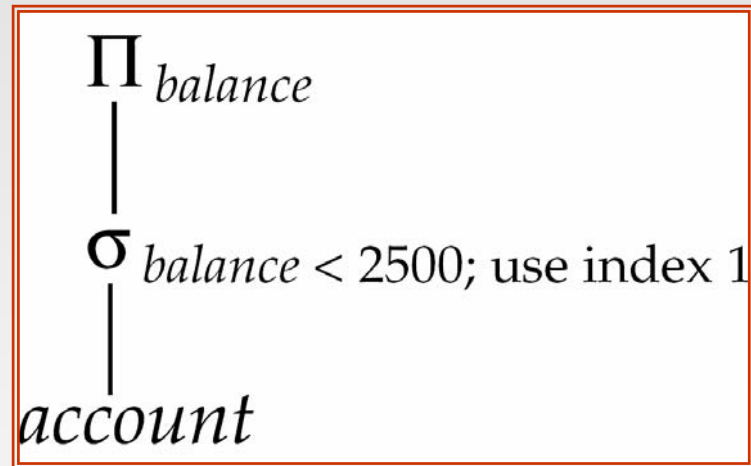 Π balance
σ balance < 2500; use index 1
account